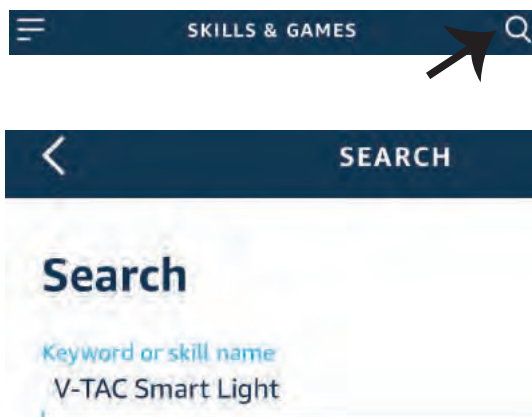 SKILLS & GAMES
SEARCH
Search
Keyword or skill name
V-TAC Smart Light